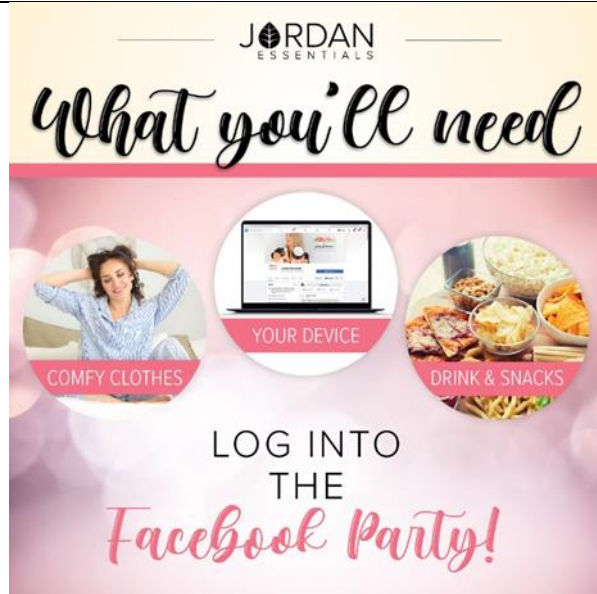 JORDAN
ESSENTIALS
What you'll need
COMFY CLOTHES
YOUR DEVICE
DRINK & SNACKS
LOG INTO
THE
Facebook Party!